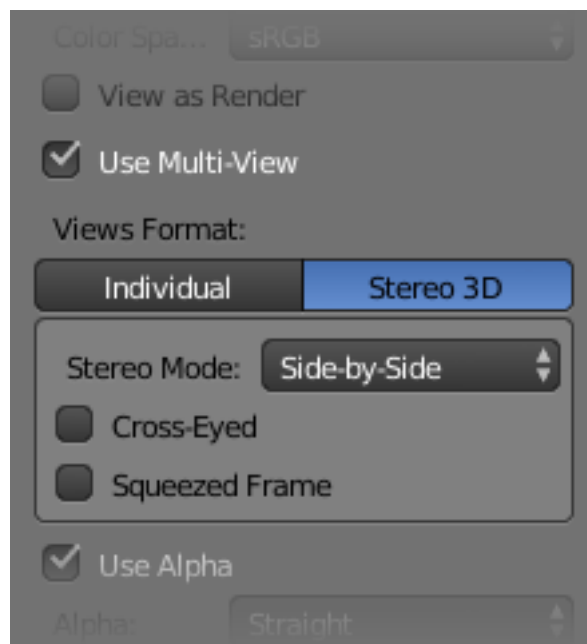 Color Spa... sRGB
View as Render
Use Multi-View
Views Format:
Individual Stereo 3D
Stereo Mode: Side-by-Side
Cross-Eyed
Squeezed Frame
Use Alpha
Alpha: Straight